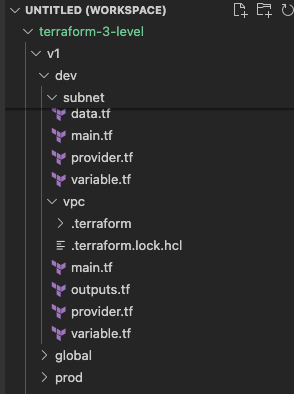 UNTITLED (WORKSPACE)
terraform-3-level
v1
dev
subnet
data.tf
main.tf
provider.tf
variable.tf
vpc
.terraform
.terraform.lock.hcl
main.tf
outputs.tf
provider.tf
variable.tf
global
prod